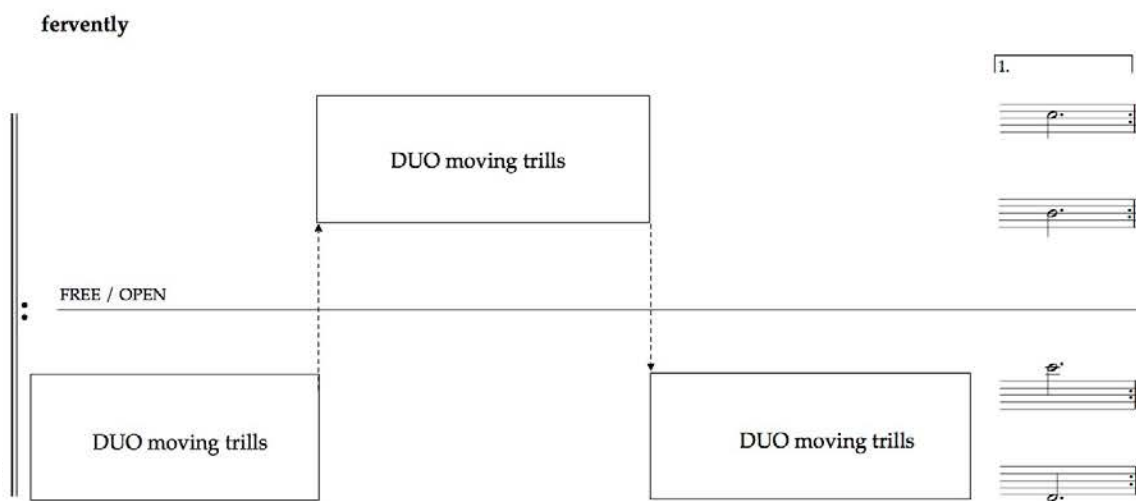 fervently
1.
DUO moving trills
FREE / OPEN
DUO moving trills
DUO moving trills